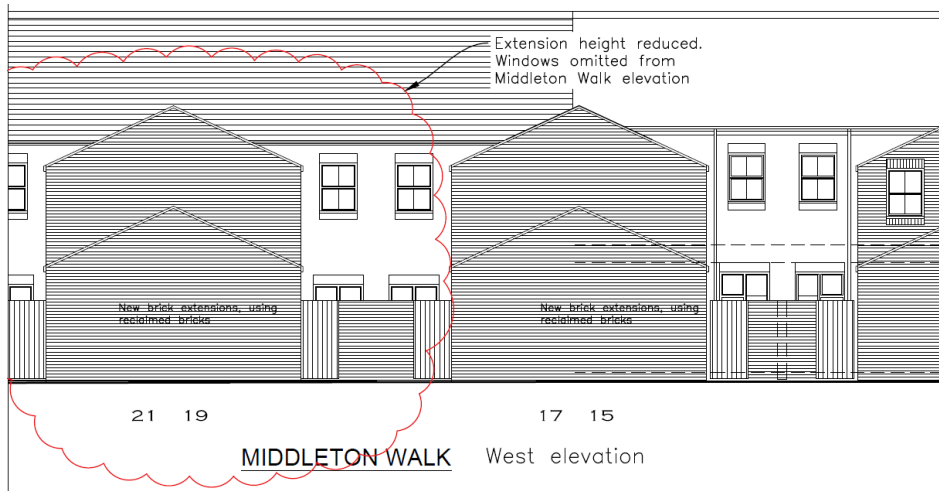 Extension height reduced.
Windows omitted from
Middleton Walk elevation
New brick extensions, using
reclaimed bricks
New brick extensions, using
reclaimed bricks
21 19
17 15
MIDDLETON WALK West elevation